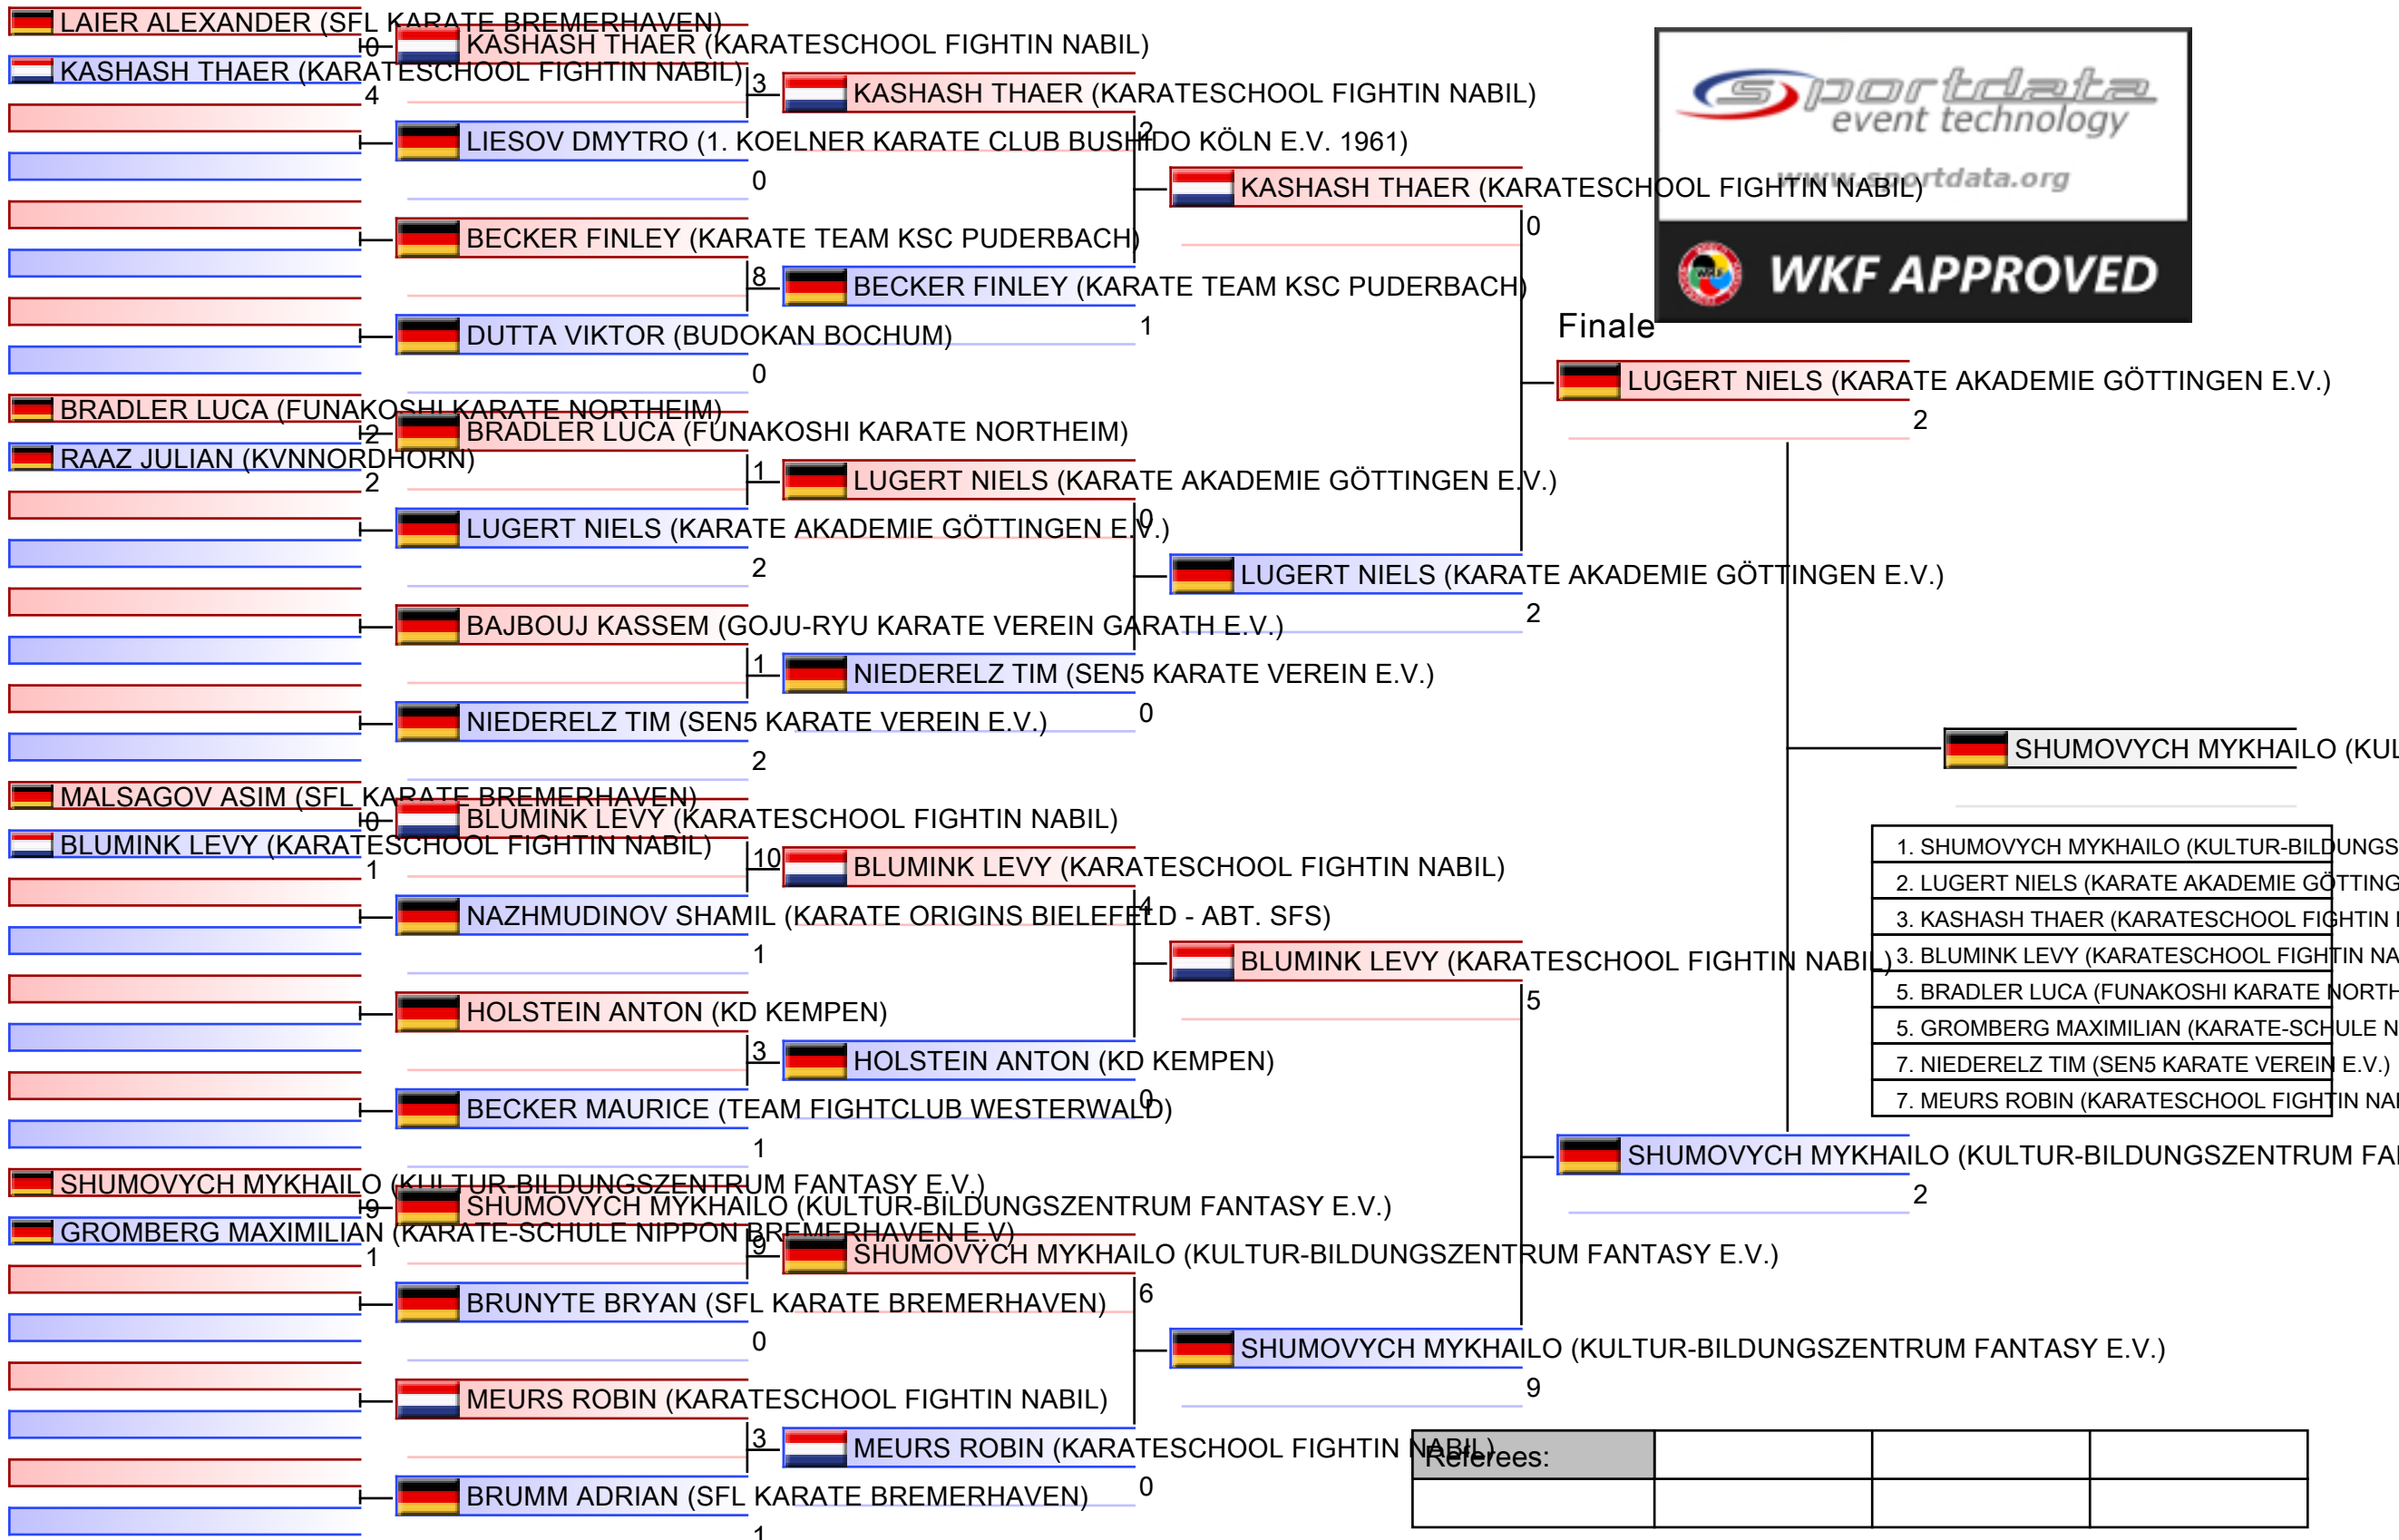 LAIER ALEXANDER (SFL KARATE BREMERHAVEN)
0
KASHASH THAER (KARATESCHOOL FIGHTIN NABIL)
4
BRADLER LUCA (FUNAKOSHI KARATE NORTHEIM)
2
RAAZ JULIAN (KVNNORDHORN)
2
MALSAGOV ASIM (SFL KARATE BREMERHAVEN)
0
BLUMINK LEVY (KARATESCHOOL FIGHTIN NABIL)
1
SHUMOVYCH MYKHAILO (KULTUR-BILDUNGSZENTRUM FANTASY E.V.)
9
GROMBERG MAXIMILIAN (KARATE-SCHULE NIPPON BREMERHAVEN E.V)
1
KASHASH THAER (KARATESCHOOL FIGHTIN NABIL)
3
LIESOV DMYTRO (1. KOELNER KARATE CLUB BUSHIDO KÖLN E.V. 1961)
0
BECKER FINLEY (KARATE TEAM KSC PUDERBACH)
8
DUTTA VIKTOR (BUDOKAN BOCHUM)
0
BRADLER LUCA (FUNAKOSHI KARATE NORTHEIM)
1
LUGERT NIELS (KARATE AKADEMIE GÖTTINGEN E.V.)
2
BAJBOUJ KASSEM (GOJU-RYU KARATE VEREIN GARATH E.V.)
1
NIEDERELZ TIM (SEN5 KARATE VEREIN E.V.)
2
BLUMINK LEVY (KARATESCHOOL FIGHTIN NABIL)
10
NAZHMUDINOV SHAMIL (KARATE ORIGINS BIELEFELD - ABT. SFS)
1
HOLSTEIN ANTON (KD KEMPEN)
3
BECKER MAURICE (TEAM FIGHTCLUB WESTERWALD)
1
SHUMOVYCH MYKHAILO (KULTUR-BILDUNGSZENTRUM FANTASY E.V.)
9
BRUNYTE BRYAN (SFL KARATE BREMERHAVEN)
0
MEURS ROBIN (KARATESCHOOL FIGHTIN NABIL)
3
BRUMM ADRIAN (SFL KARATE BREMERHAVEN)
1
KASHASH THAER (KARATESCHOOL FIGHTIN NABIL)
2
BECKER FINLEY (KARATE TEAM KSC PUDERBACH)
1
LUGERT NIELS (KARATE AKADEMIE GÖTTINGEN E.V.)
0
NIEDERELZ TIM (SEN5 KARATE VEREIN E.V.)
0
BLUMINK LEVY (KARATESCHOOL FIGHTIN NABIL)
4
HOLSTEIN ANTON (KD KEMPEN)
0
SHUMOVYCH MYKHAILO (KULTUR-BILDUNGSZENTRUM FANTASY E.V.)
6
MEURS ROBIN (KARATESCHOOL FIGHTIN NABIL)
0
KASHASH THAER (KARATESCHOOL FIGHTIN NABIL)
0
LUGERT NIELS (KARATE AKADEMIE GÖTTINGEN E.V.)
2
BLUMINK LEVY (KARATESCHOOL FIGHTIN NABIL)
5
SHUMOVYCH MYKHAILO (KULTUR-BILDUNGSZENTRUM FANTASY E.V.)
9
sportdata
event technology
www.sportdata.org
WKF
WKF APPROVED
Finale
LUGERT NIELS (KARATE AKADEMIE GÖTTINGEN E.V.)
2
SHUMOVYCH MYKHAILO (KULTUR-BILDUNGSZENTRUM FA
2
SHUMOVYCH MYKHAILO (KUL
1. SHUMOVYCH MYKHAILO (KULTUR-BILDUNGS
2. LUGERT NIELS (KARATE AKADEMIE GÖTTING
3. KASHASH THAER (KARATESCHOOL FIGHTIN
3. BLUMINK LEVY (KARATESCHOOL FIGHTIN NA
5. BRADLER LUCA (FUNAKOSHI KARATE NORTH
5. GROMBERG MAXIMILIAN (KARATE-SCHULE N
7. NIEDERELZ TIM (SEN5 KARATE VEREIN E.V.)
7. MEURS ROBIN (KARATESCHOOL FIGHTIN NA
Referees: